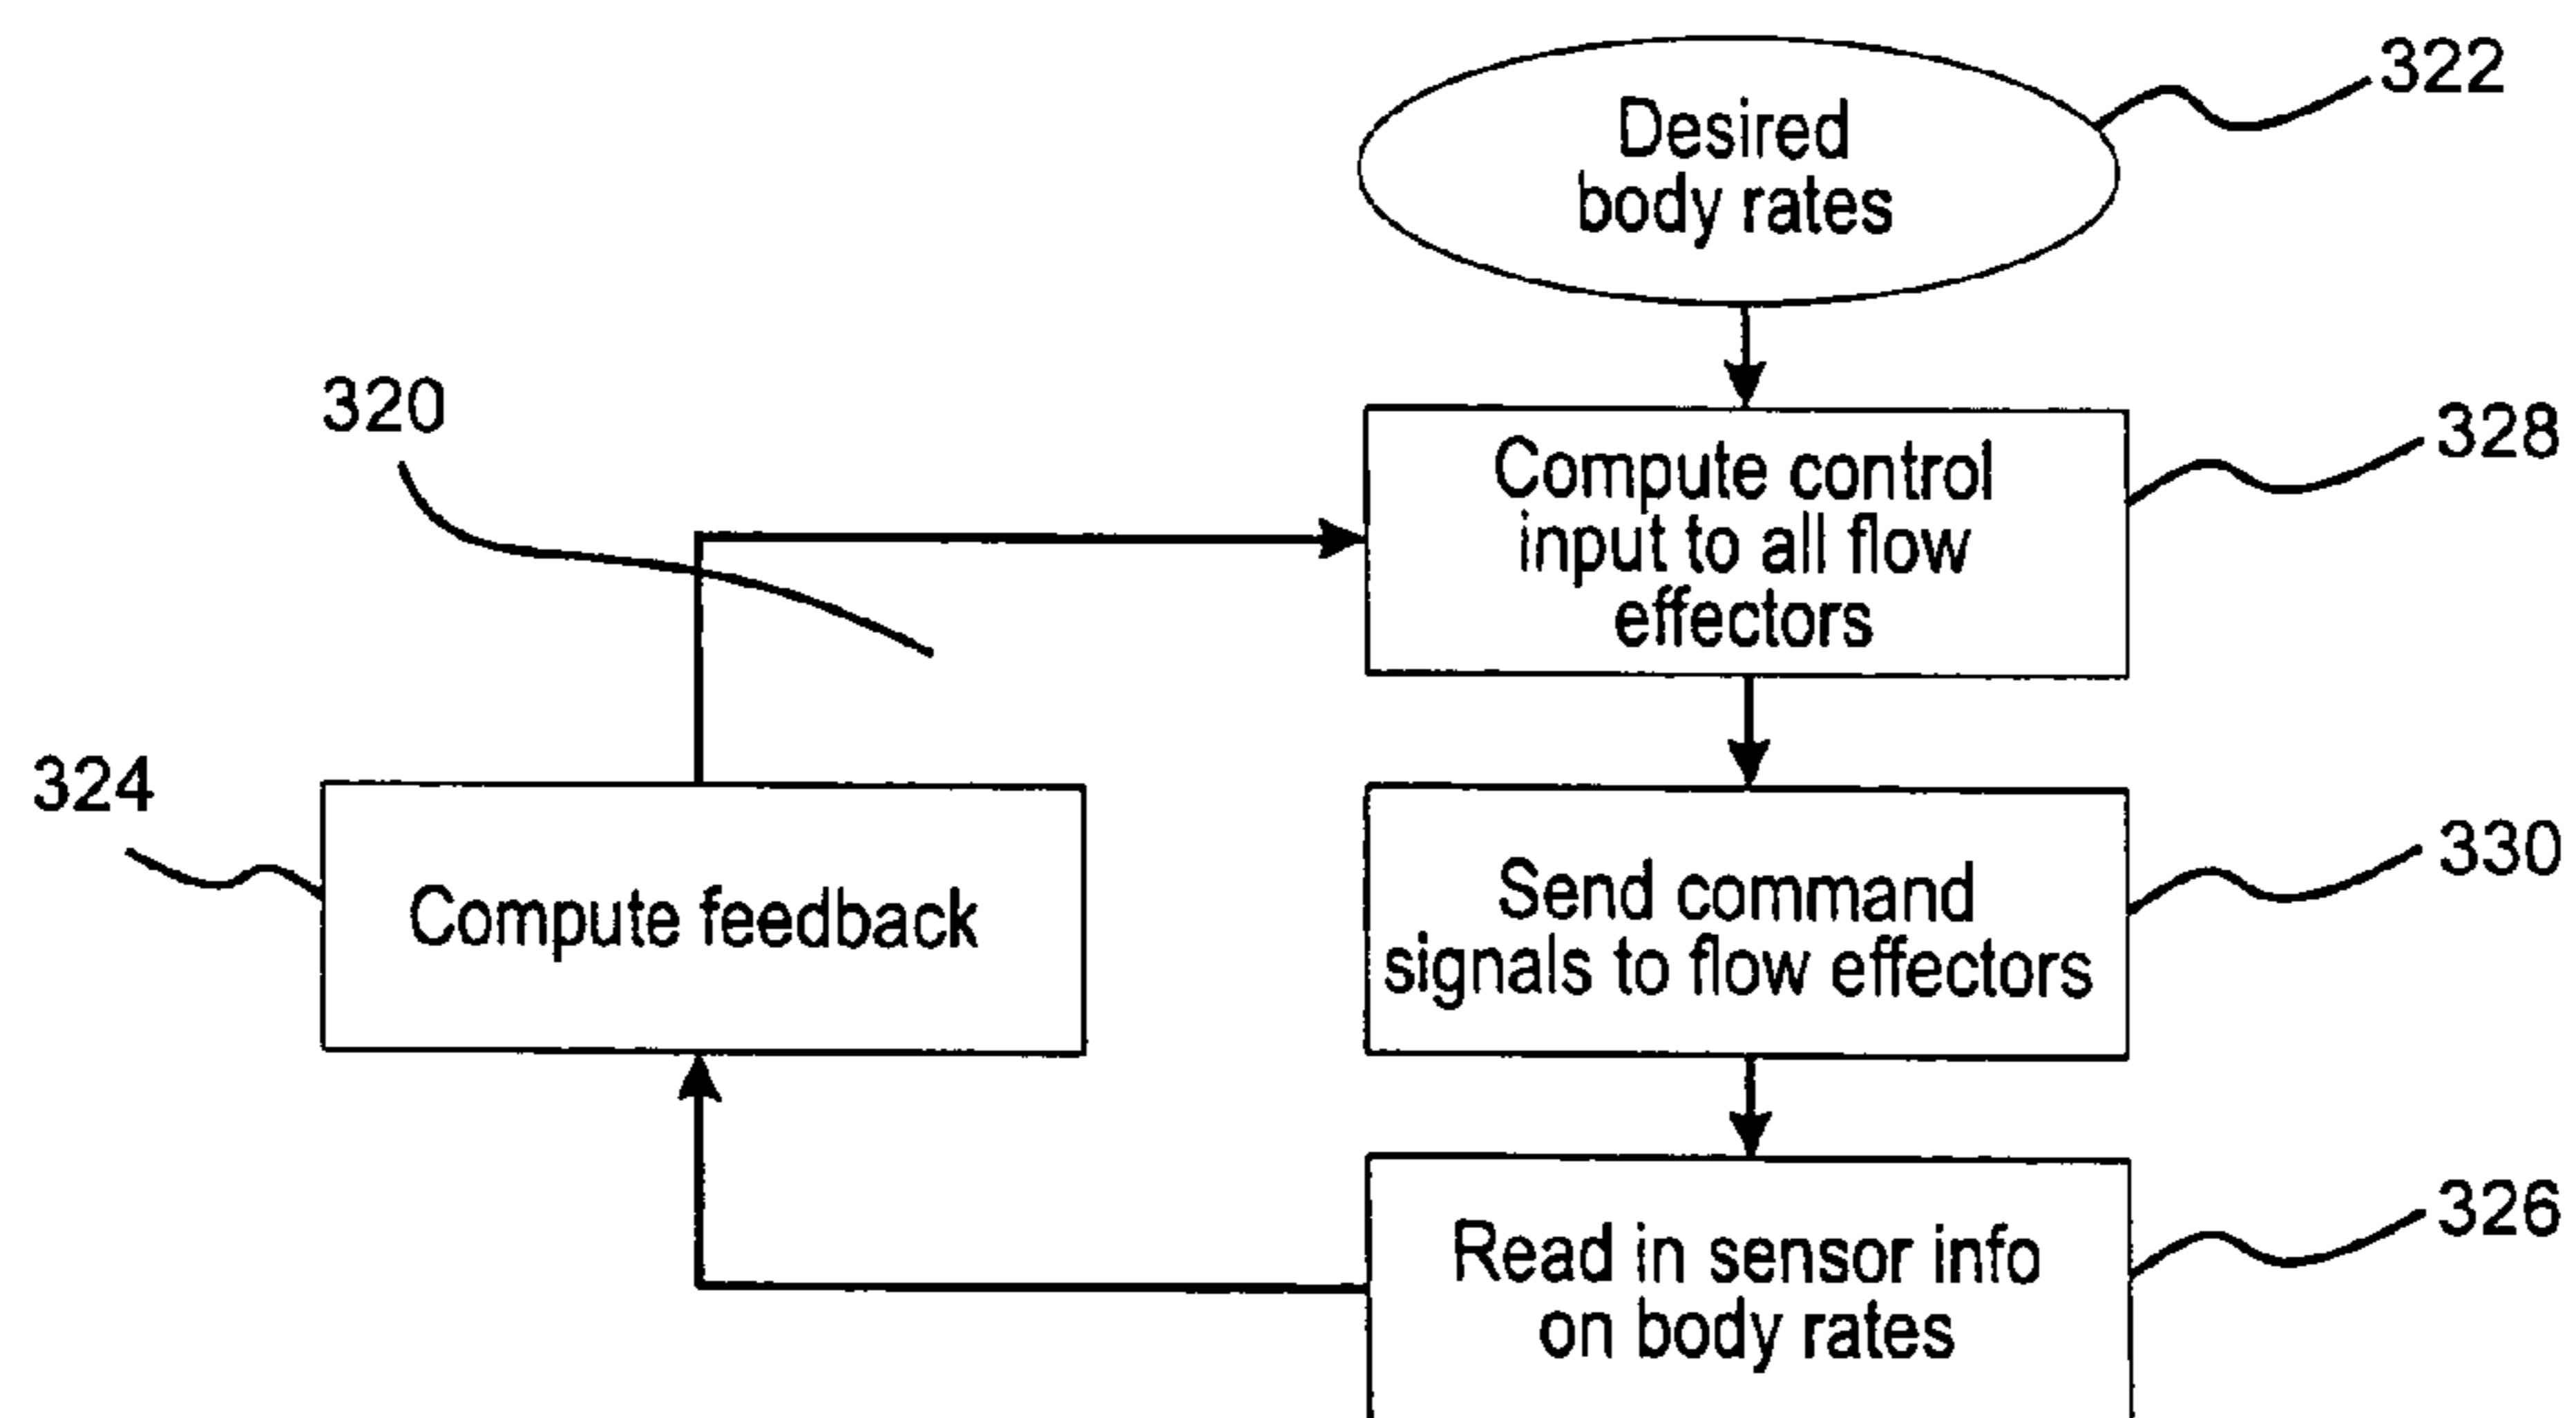 Desired
body rates
322
320
Compute control
input to all flow
effectors
328
324
Compute feedback
Send command
signals to flow effectors
330
Read in sensor info
on body rates
326